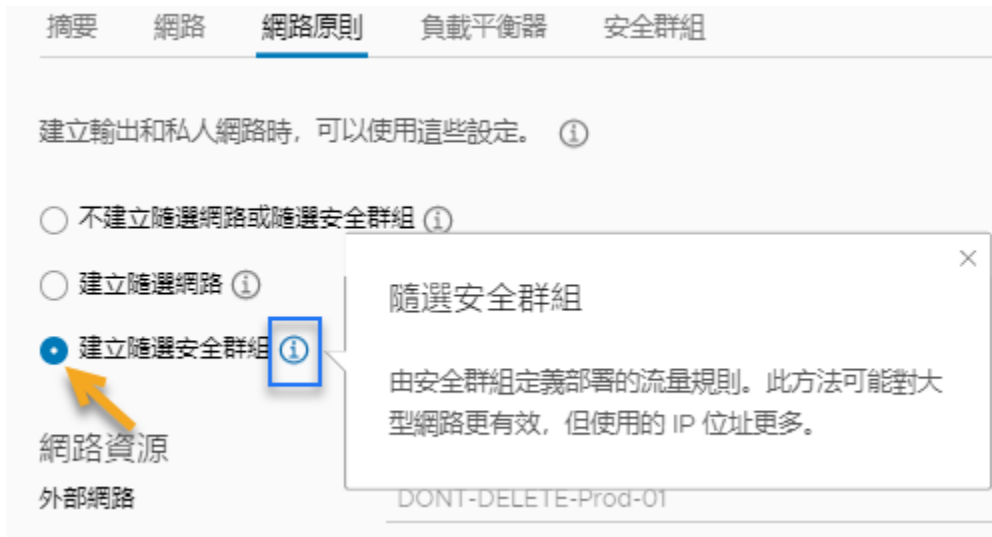 摘要 網路 網路原則 負載平衡器 安全群組
建立輸出和私人網路時，可以使用這些設定。
不建立隨選網路或隨選安全群組
建立隨選網路
建立隨選安全群組
隨選安全群組
由安全群組定義部署的流量規則。此方法可能對大
型網路更有效，但使用的 IP 位址更多。
網路資源
外部網路 DONT-DELETE-Prod-01